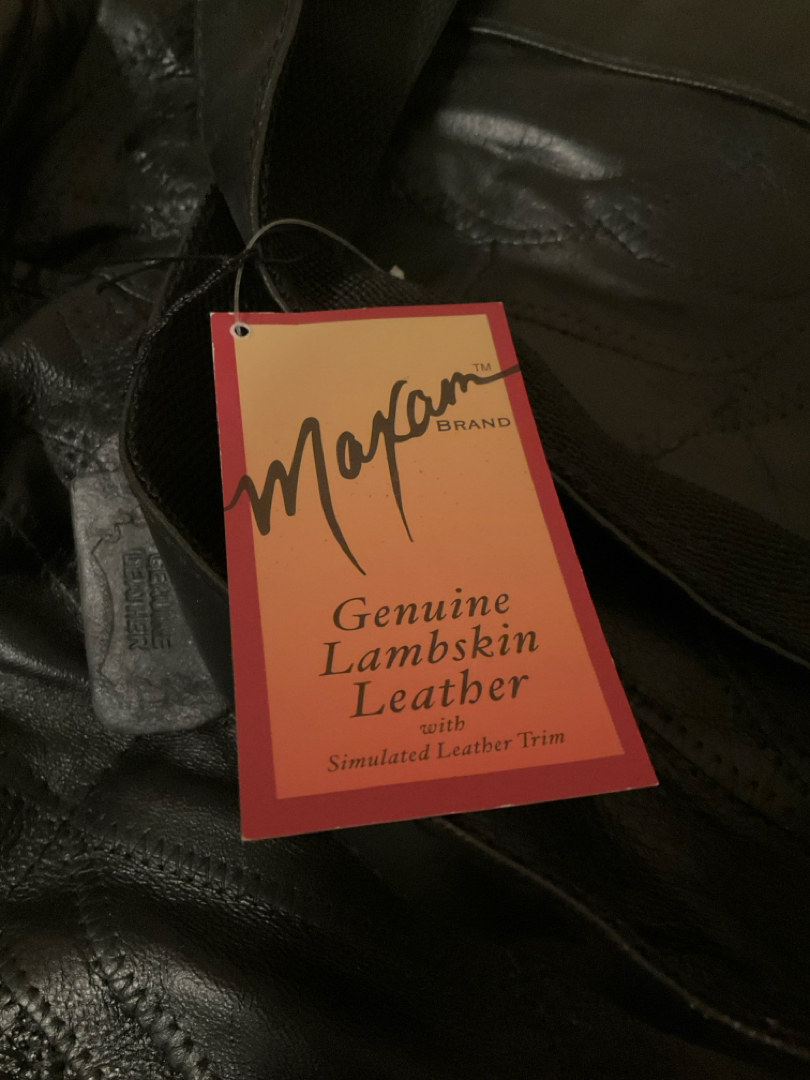 Maxam™
BRAND
Genuine
Lambskin
Leather
with
Simulated Leather Trim
GENUINE
LEATHER